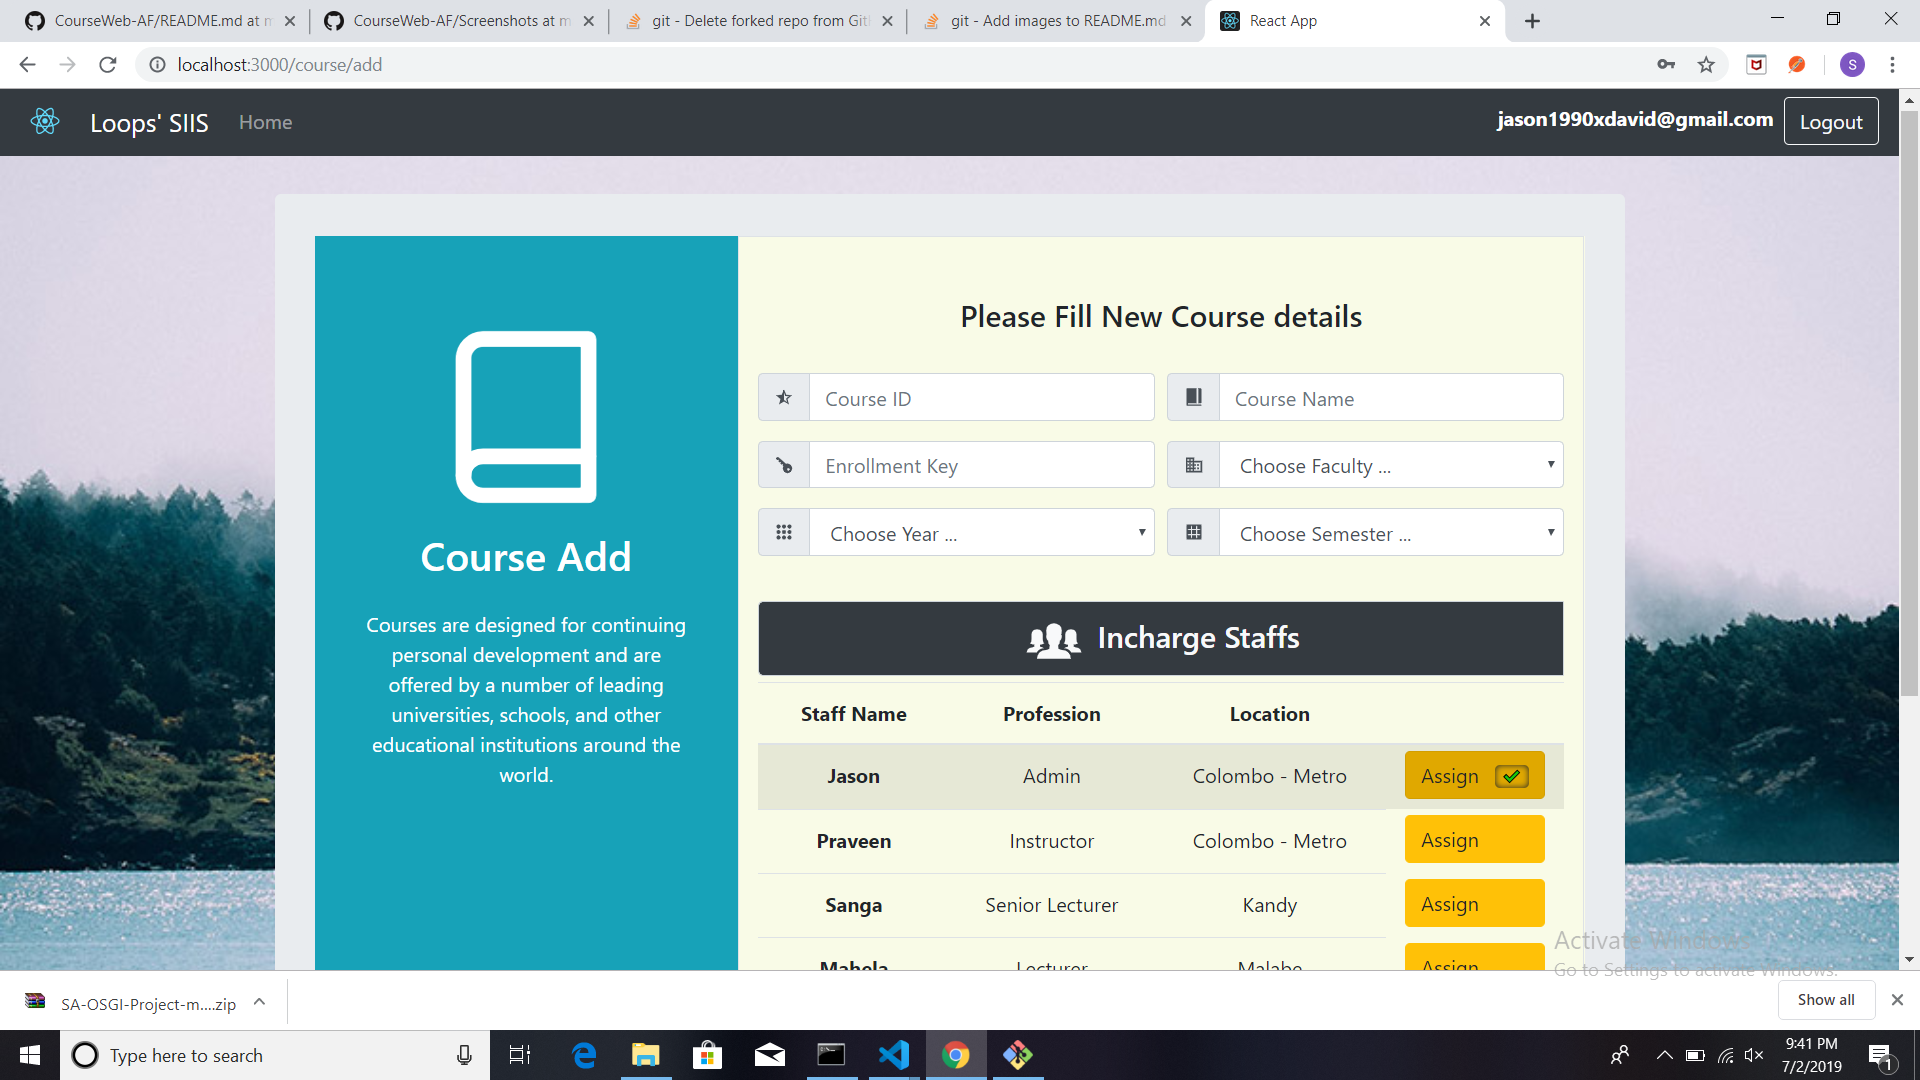 CourseWeb-AF/README.md at m
CourseWeb-AF/Screenshots at m
git - Delete forked repo from Git
git - Add images to README.md
React App
localhost:3000/course/add
S
Loops' SIIS
Home
jason1990xdavid@gmail.com
Logout
Course Add
Courses are designed for continuing
personal development and are
offered by a number of leading
universities, schools, and other
educational institutions around the
world.
Please Fill New Course details
Course ID
Course Name
Enrollment Key
Choose Faculty ...
Choose Year ...
Choose Semester ...
Incharge Staffs
Staff Name Profession Location
Jason Admin Colombo - Metro Assign
Praveen Instructor Colombo - Metro Assign
Sanga Senior Lecturer Kandy Assign
Mahela Lecturer Malabe Assign
Activate Windows
Go to Settings to activate Windows.
SA-OSGI-Project-m....zip
Show all
Type here to search
9:41 PM
7/2/2019
1